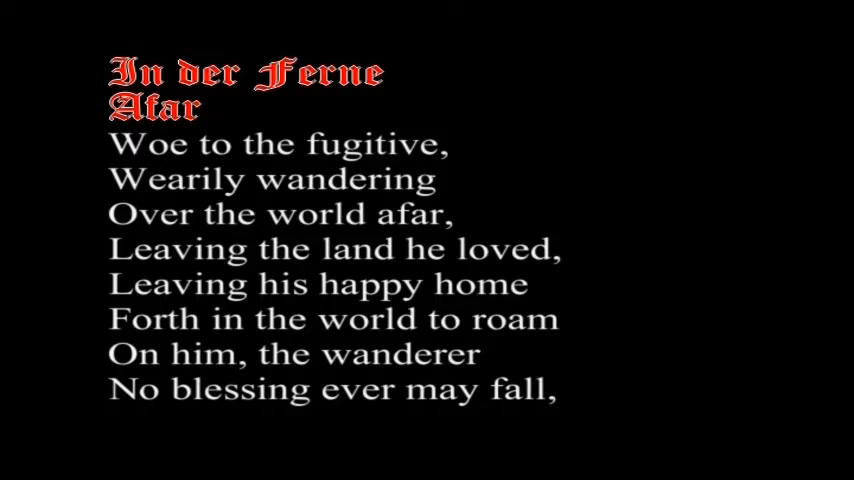 In der Ferne
Afar
Woe to the fugitive,
Wearily wandering
Over the world afar,
Leaving the land he loved,
Leaving his happy home
Forth in the world to roam
On him, the wanderer
No blessing ever may fall,